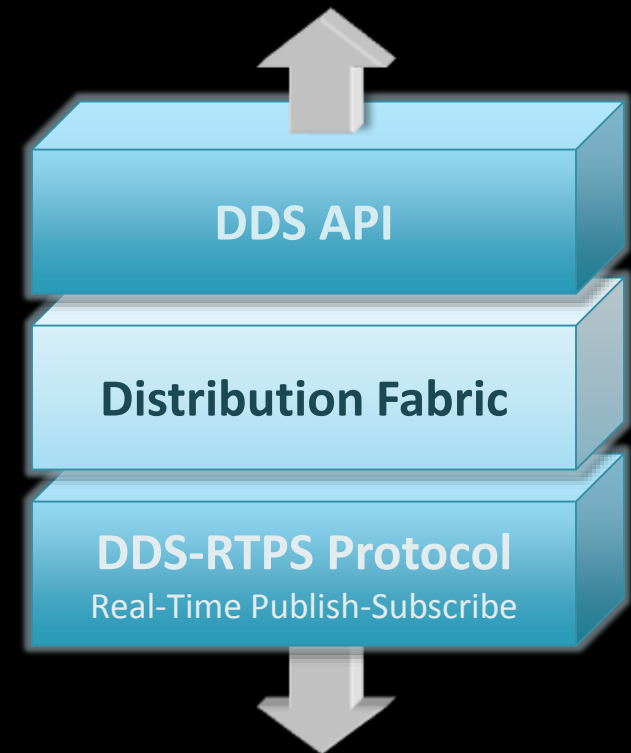 DDS API
Distribution Fabric
DDS-RTPS Protocol
Real-Time Publish-Subscribe